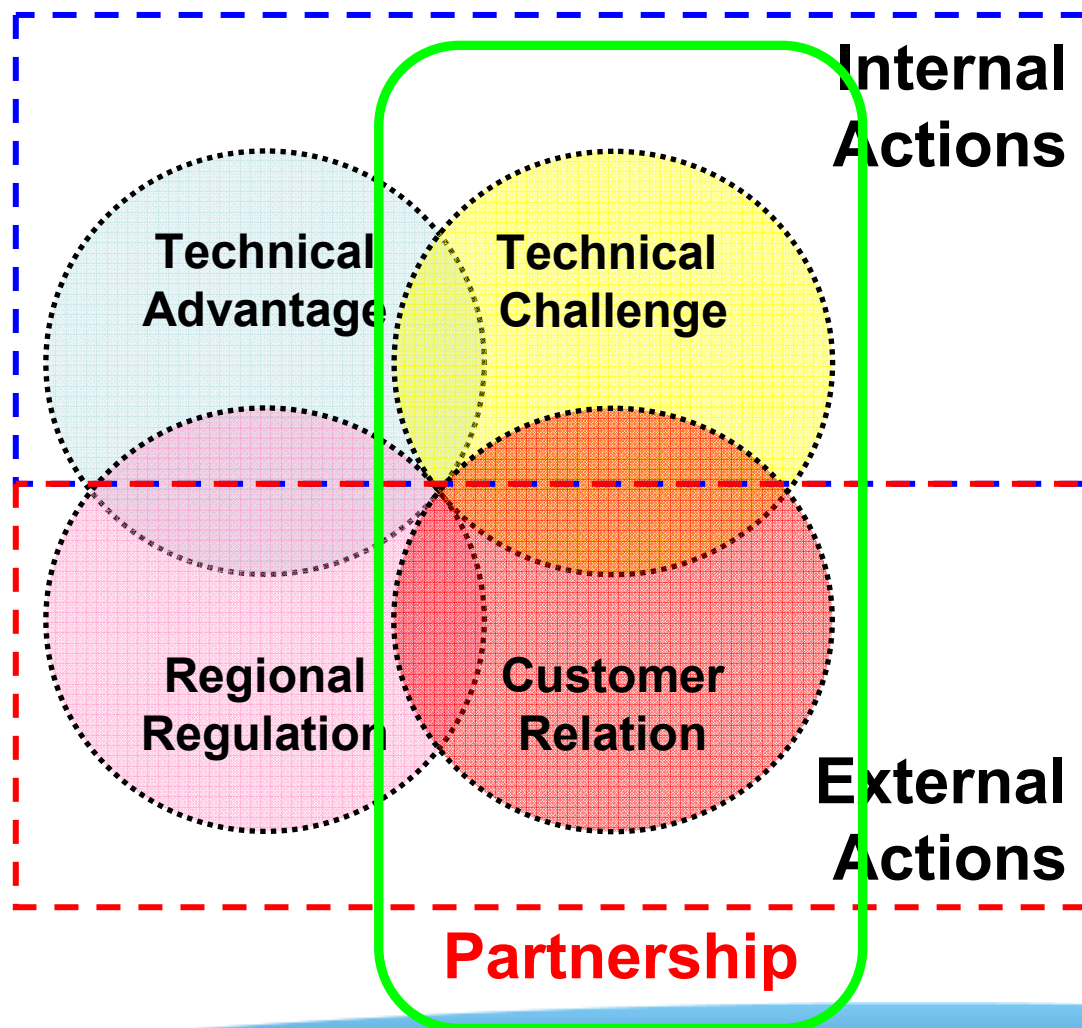 Internal
Actions
Technical
Advantage
Technical
Challenge
Regional
Regulation
Customer
Relation
External
Actions
Partnership